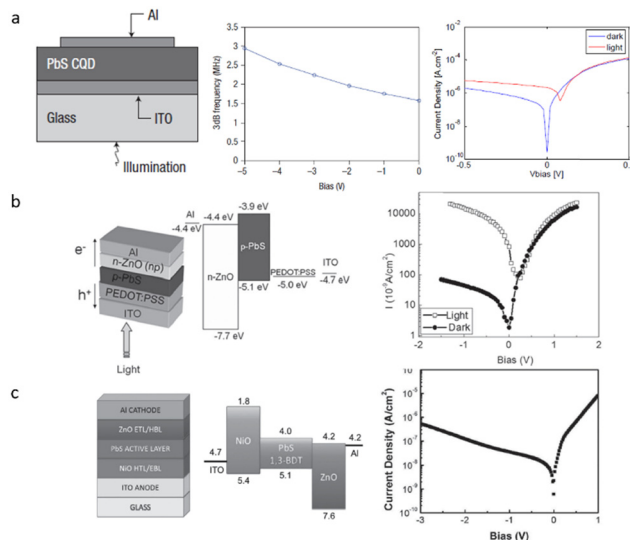 a
Al
PbS CQD
ITO
Glass
Illumination
3dB frequency (MHz)
3.5
3
2.5
2
1.5
1
0.5
0
-5
-4
-3
-2
-1
0
Bias (V)
Current Density [A.cm⁻²]
10⁻²
10⁻⁴
10⁻⁶
10⁻⁸
10⁻¹⁰
dark
light
-0.5
0
0.5
Vbias [V]
b
e⁻
h⁺
Al
n-ZnO (np)
p-PbS
PEDOT:PSS
ITO
Light
Al
-4.4 eV
-4.4 eV
n-ZnO
-7.7 eV
-3.9 eV
p-PbS
-5.1 eV
PEDOT:PSS
-5.0 eV
ITO
-4.7 eV
I (10⁻⁹A/cm²)
10000
1000
100
10
1
Light
Dark
-2
-1
0
1
2
Bias (V)
c
Al CATHODE
ZnO ETL/HBL
PbS ACTIVE LAYER
NiO HTL/EBL
ITO ANODE
GLASS
4.7
ITO
1.8
NiO
5.4
4.0
PbS
1,3-BDT
5.1
4.2
ZnO
7.6
4.2
Al
Current Density (A/cm²)
10⁻⁵
10⁻⁶
10⁻⁷
10⁻⁸
10⁻⁹
10⁻¹⁰
-3
-2
-1
0
1
Bias (V)